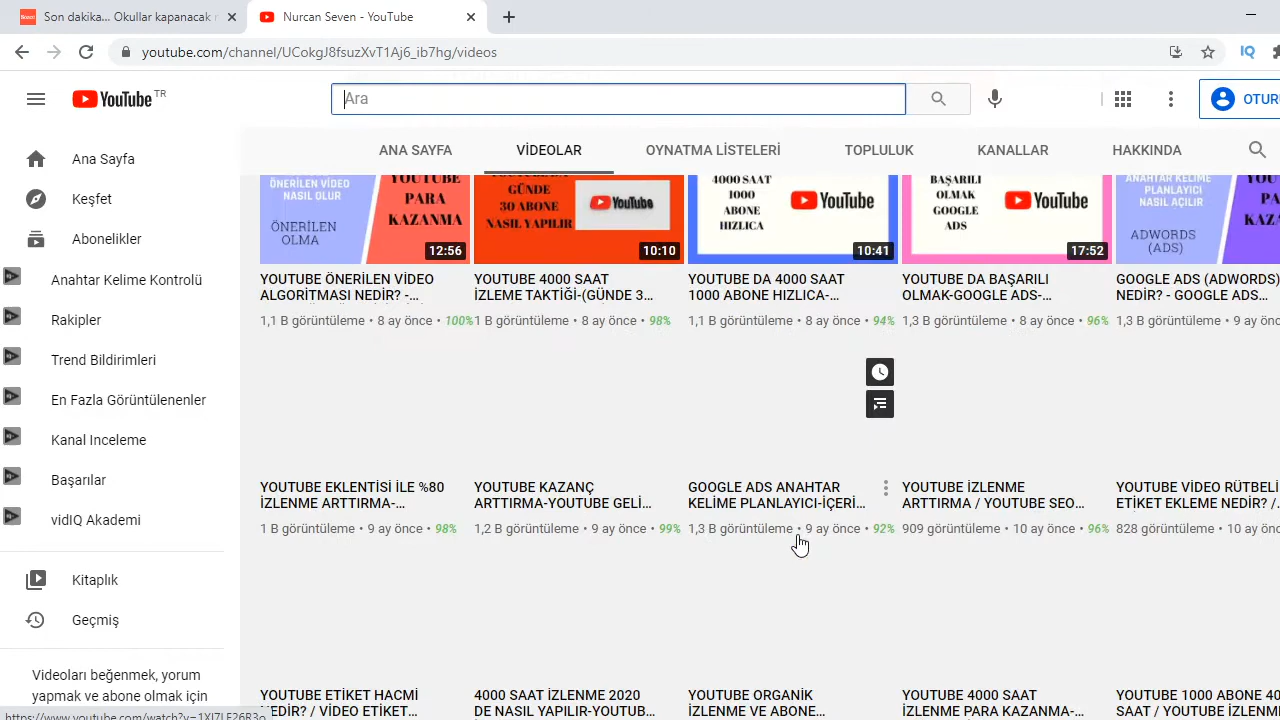 Son dakika... Okullar kapanacak
Nurcan Seven - YouTube
youtube.com/channel/UCokgJ8fsuzXvT1Aj6_ib7hg/videos
YouTube TR
Ara
OTUR
ANA SAYFA
VİDEOLAR
OYNATMA LİSTELERİ
TOPLULUK
KANALLAR
HAKKINDA
Ana Sayfa
Keşfet
Abonelikler
Anahtar Kelime Kontrolü
Rakipler
Trend Bildirimleri
En Fazla Görüntülenenler
Kanal Inceleme
Başarılar
vidIQ Akademi
Kitaplık
Geçmiş
Videoları beğenmek, yorum
yapmak ve abone olmak için
ÖNERİLEN VİDEO
NASIL OLUR
ÖNERİLEN
OLMA
YOUTUBE
PARA
KAZANMA
12:56
YOUTUBE ÖNERİLEN VİDEO
ALGORİTMASI NEDİR? -...
1,1 B görüntüleme • 8 ay önce • 100%
GÜNDE
30 ABONE
NASIL YAPILIR
YouTube
10:10
YOUTUBE 4000 SAAT
İZLEME TAKTİĞİ-(GÜNDE 3...
1 B görüntüleme • 8 ay önce • 98%
4000 SAAT
1000
ABONE
HIZLICA
YouTube
10:41
YOUTUBE DA 4000 SAAT
1000 ABONE HIZLICA-...
1,1 B görüntüleme • 8 ay önce • 94%
BAŞARILI
OLMAK
GOOGLE
ADS
YouTube
17:52
YOUTUBE DA BAŞARILI
OLMAK-GOOGLE ADS-...
1,3 B görüntüleme • 8 ay önce • 96%
ANAHTAR KELİME
PLANLAYICI
NASIL AÇILIR
ADWORDS
(ADS)
GOOGLE ADS (ADWORDS)
NEDİR? - GOOGLE ADS...
1,3 B görüntüleme • 9 ay önc
YOUTUBE EKLENTİSİ İLE %80
İZLENME ARTTIRMA-...
1 B görüntüleme • 9 ay önce • 98%
YOUTUBE KAZANÇ
ARTTIRMA-YOUTUBE GELİ...
1,2 B görüntüleme • 9 ay önce • 99%
GOOGLE ADS ANAHTAR
KELİME PLANLAYICI-İÇERİ...
1,3 B görüntüleme • 9 ay önce • 92%
YOUTUBE İZLENME
ARTTIRMA / YOUTUBE SEO...
909 görüntüleme • 10 ay önce • 96%
YOUTUBE VİDEO RÜTBELİ
ETİKET EKLEME NEDİR? /...
828 görüntüleme • 10 ay önc
YOUTUBE ETİKET HACMİ
NEDİR? / VİDEO ETİKET...
4000 SAAT İZLENME 2020
DE NASIL YAPILIR-YOUTUB...
YOUTUBE ORGANİK
İZLENME VE ABONE...
YOUTUBE 4000 SAAT
İZLENME PARA KAZANMA-...
YOUTUBE 1000 ABONE 40
SAAT / YOUTUBE İZLENM